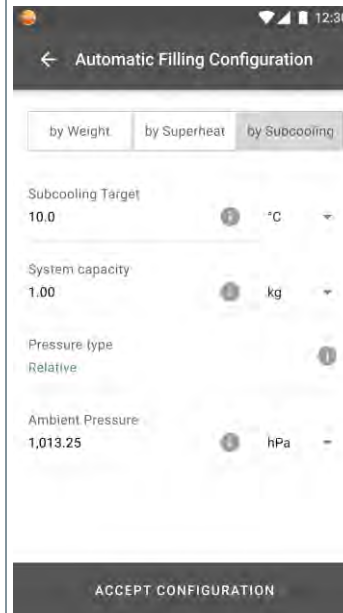 12:30
Automatic Filling Configuration
by Weight by Superheat by Subcooling
Subcooling Target
10.0 °C
System capacity
1.00 kg
Pressure type
Relative
Ambient Pressure
1,013.25 hPa
ACCEPT CONFIGURATION